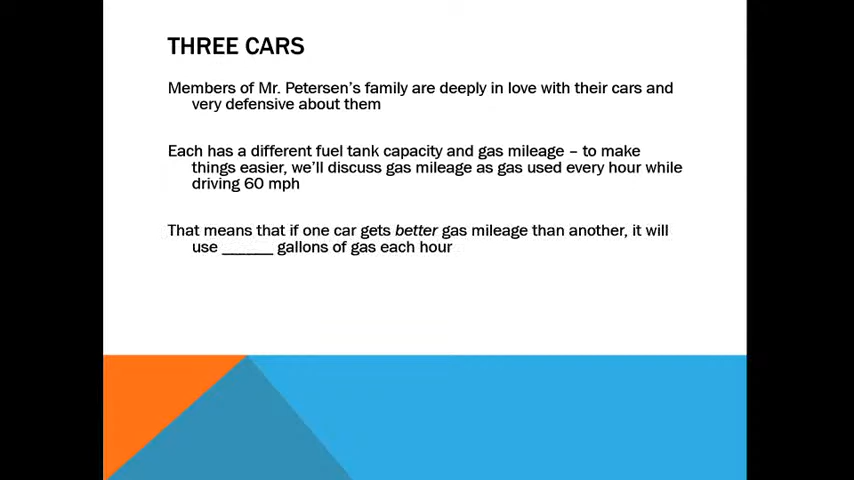 THREE CARS
Members of Mr. Petersen’s family are deeply in love with their cars and
very defensive about them
Each has a different fuel tank capacity and gas mileage – to make
things easier, we’ll discuss gas mileage as gas used every hour while
driving 60 mph
That means that if one car gets better gas mileage than another, it will
use ______ gallons of gas each hour